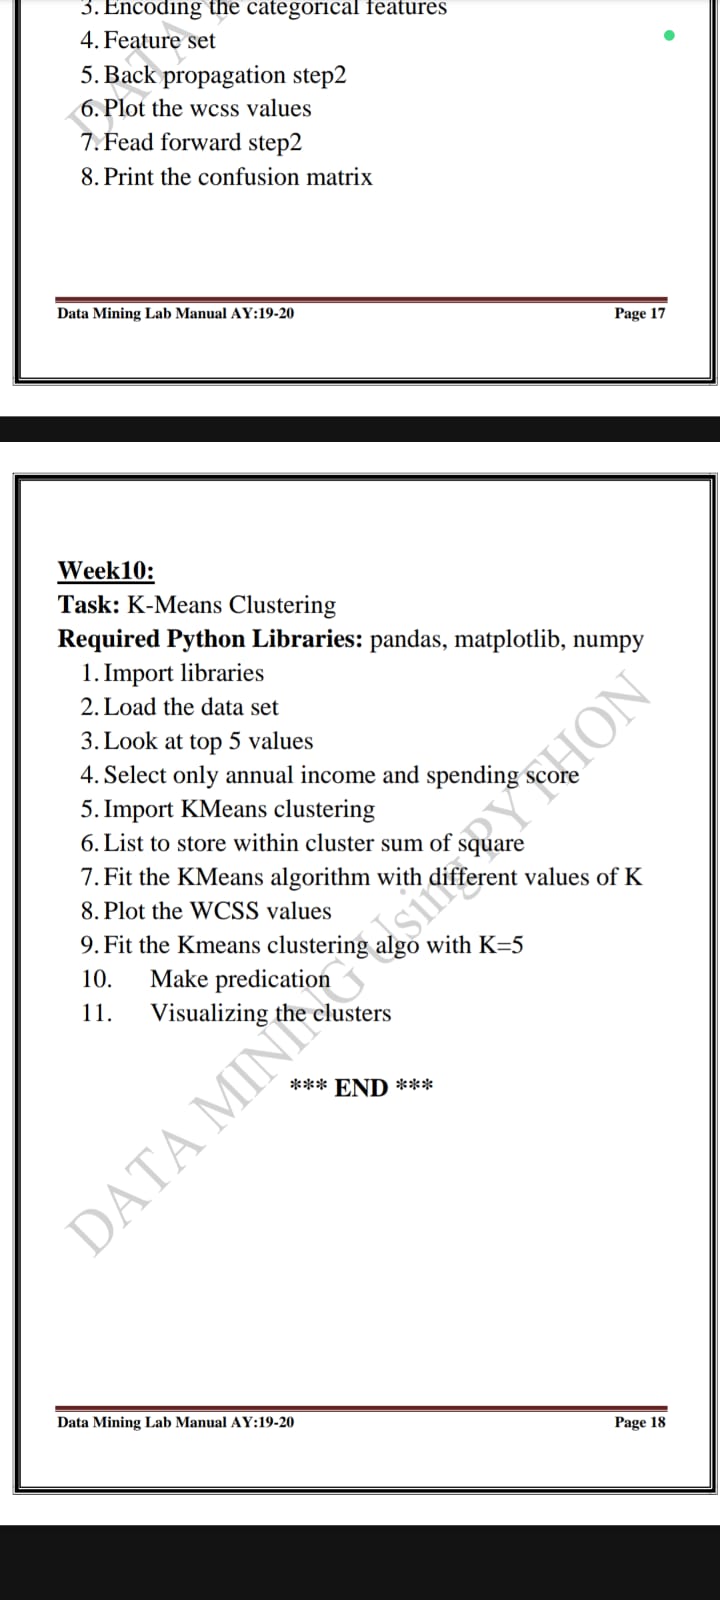 3. Encoding the categorical features
4. Feature set
5. Back propagation step2
6. Plot the wcss values
7. Fead forward step2
8. Print the confusion matrix
Data Mining Lab Manual AY:19-20 Page 17
Week10:
Task: K-Means Clustering
Required Python Libraries: pandas, matplotlib, numpy
1. Import libraries
2. Load the data set
3. Look at top 5 values
4. Select only annual income and spending score
5. Import KMeans clustering
6. List to store within cluster sum of square
7. Fit the KMeans algorithm with different values of K
8. Plot the WCSS values
9. Fit the Kmeans clustering algo with K=5
10. Make predication
11. Visualizing the clusters
*** END ***
DATA MINING Using PYTHON
Data Mining Lab Manual AY:19-20 Page 18